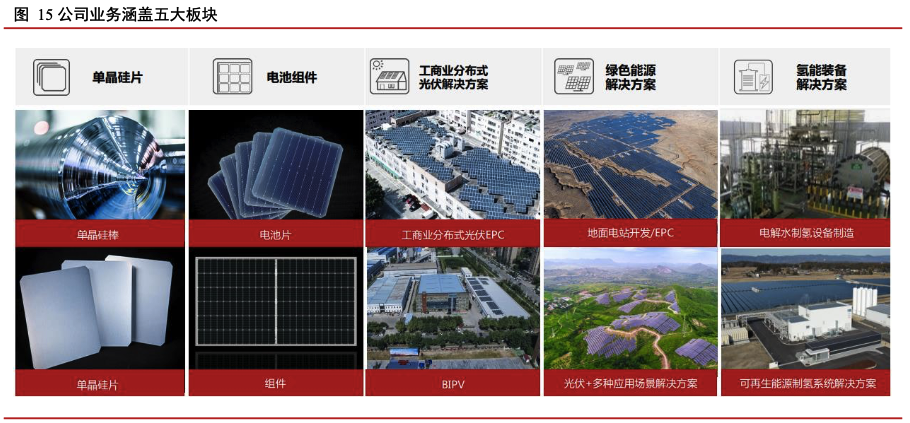 图 15 公司业务涵盖五大板块
单晶硅片
电池组件
工商业分布式
光伏解决方案
绿色能源
解决方案
氢能装备
解决方案
单晶硅棒
电池片
工商业分布式光伏EPC
地面电站开发/EPC
电解水制氢设备制造
单晶硅片
组件
BIPV
光伏+多种应用场景解决方案
可再生能源制氢系统解决方案